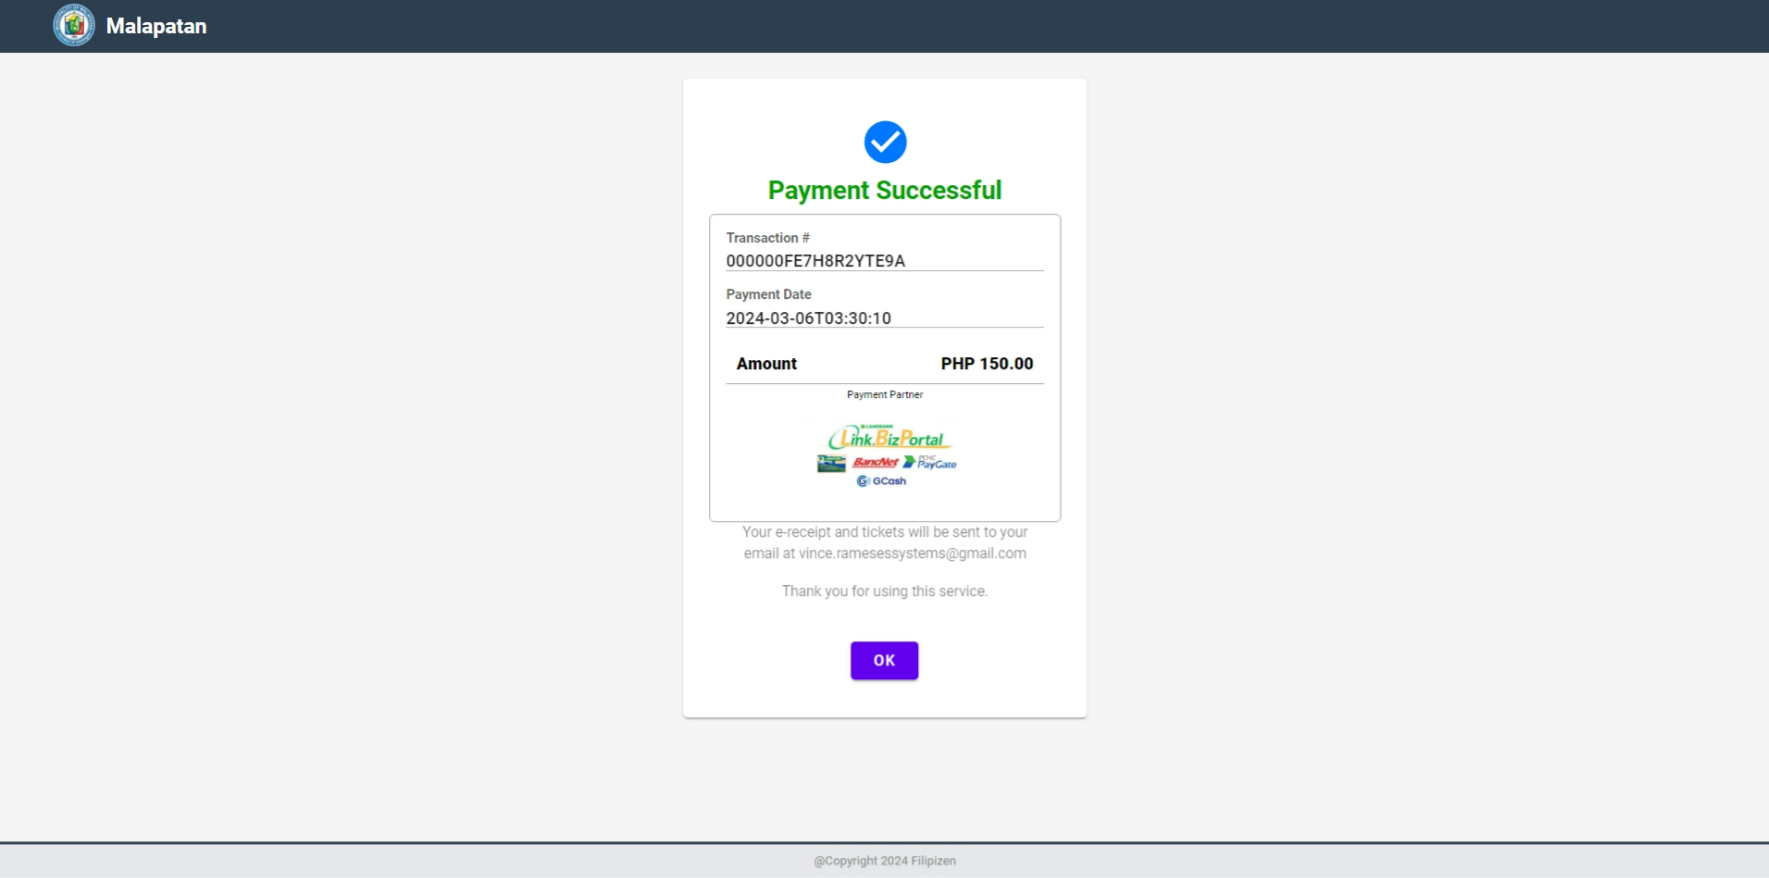 Malapatan
Payment Successful
Transaction #
000000FE7H8R2YTE9A
Payment Date
2024-03-06T03:30:10
Amount PHP 150.00
Payment Partner
LANDBANK
Link.BizPortal
BancNet PCHC PayGate
GCash
Your e-receipt and tickets will be sent to your
email at vince.ramesessystems@gmail.com
Thank you for using this service.
OK
@Copyright 2024 Filipizen